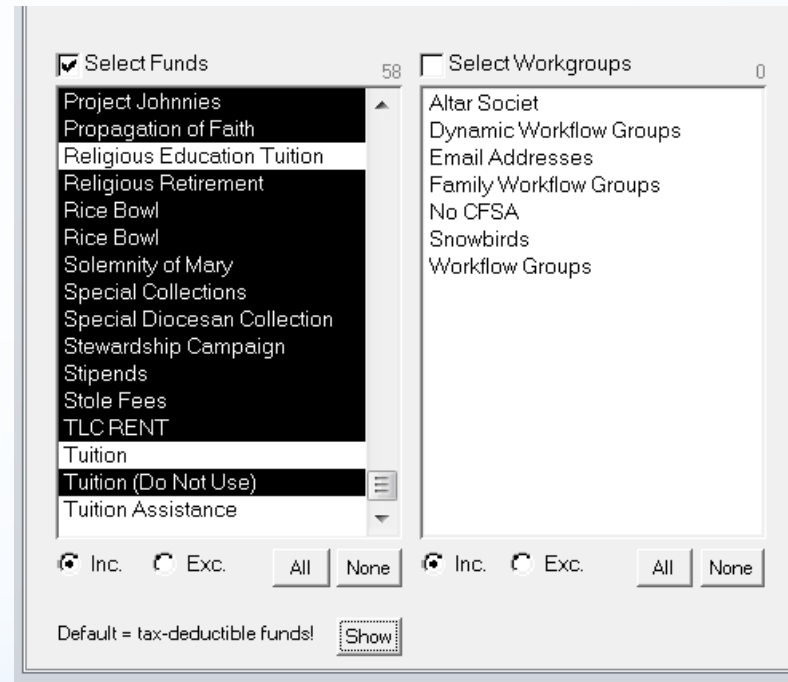 Select Funds 58
Project Johnnies
Propagation of Faith
Religious Education Tuition
Religious Retirement
Rice Bowl
Rice Bowl
Solemnity of Mary
Special Collections
Special Diocesan Collection
Stewardship Campaign
Stipends
Stole Fees
TLC RENT
Tuition
Tuition (Do Not Use)
Tuition Assistance
Inc. Exc. All None
Select Workgroups 0
Altar Societ
Dynamic Workflow Groups
Email Addresses
Family Workflow Groups
No CFSA
Snowbirds
Workflow Groups
Inc. Exc. All None
Default = tax-deductible funds! Show